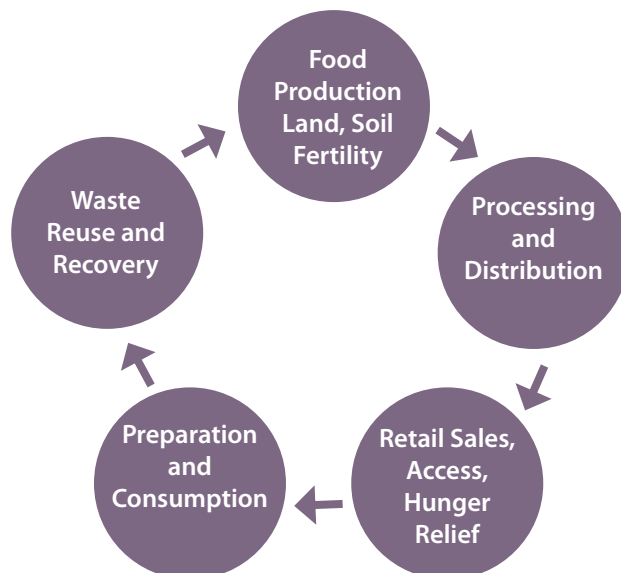 Food
Production
Land, Soil
Fertility
Processing
and
Distribution
Retail Sales,
Access,
Hunger
Relief
Preparation
and
Consumption
Waste
Reuse and
Recovery